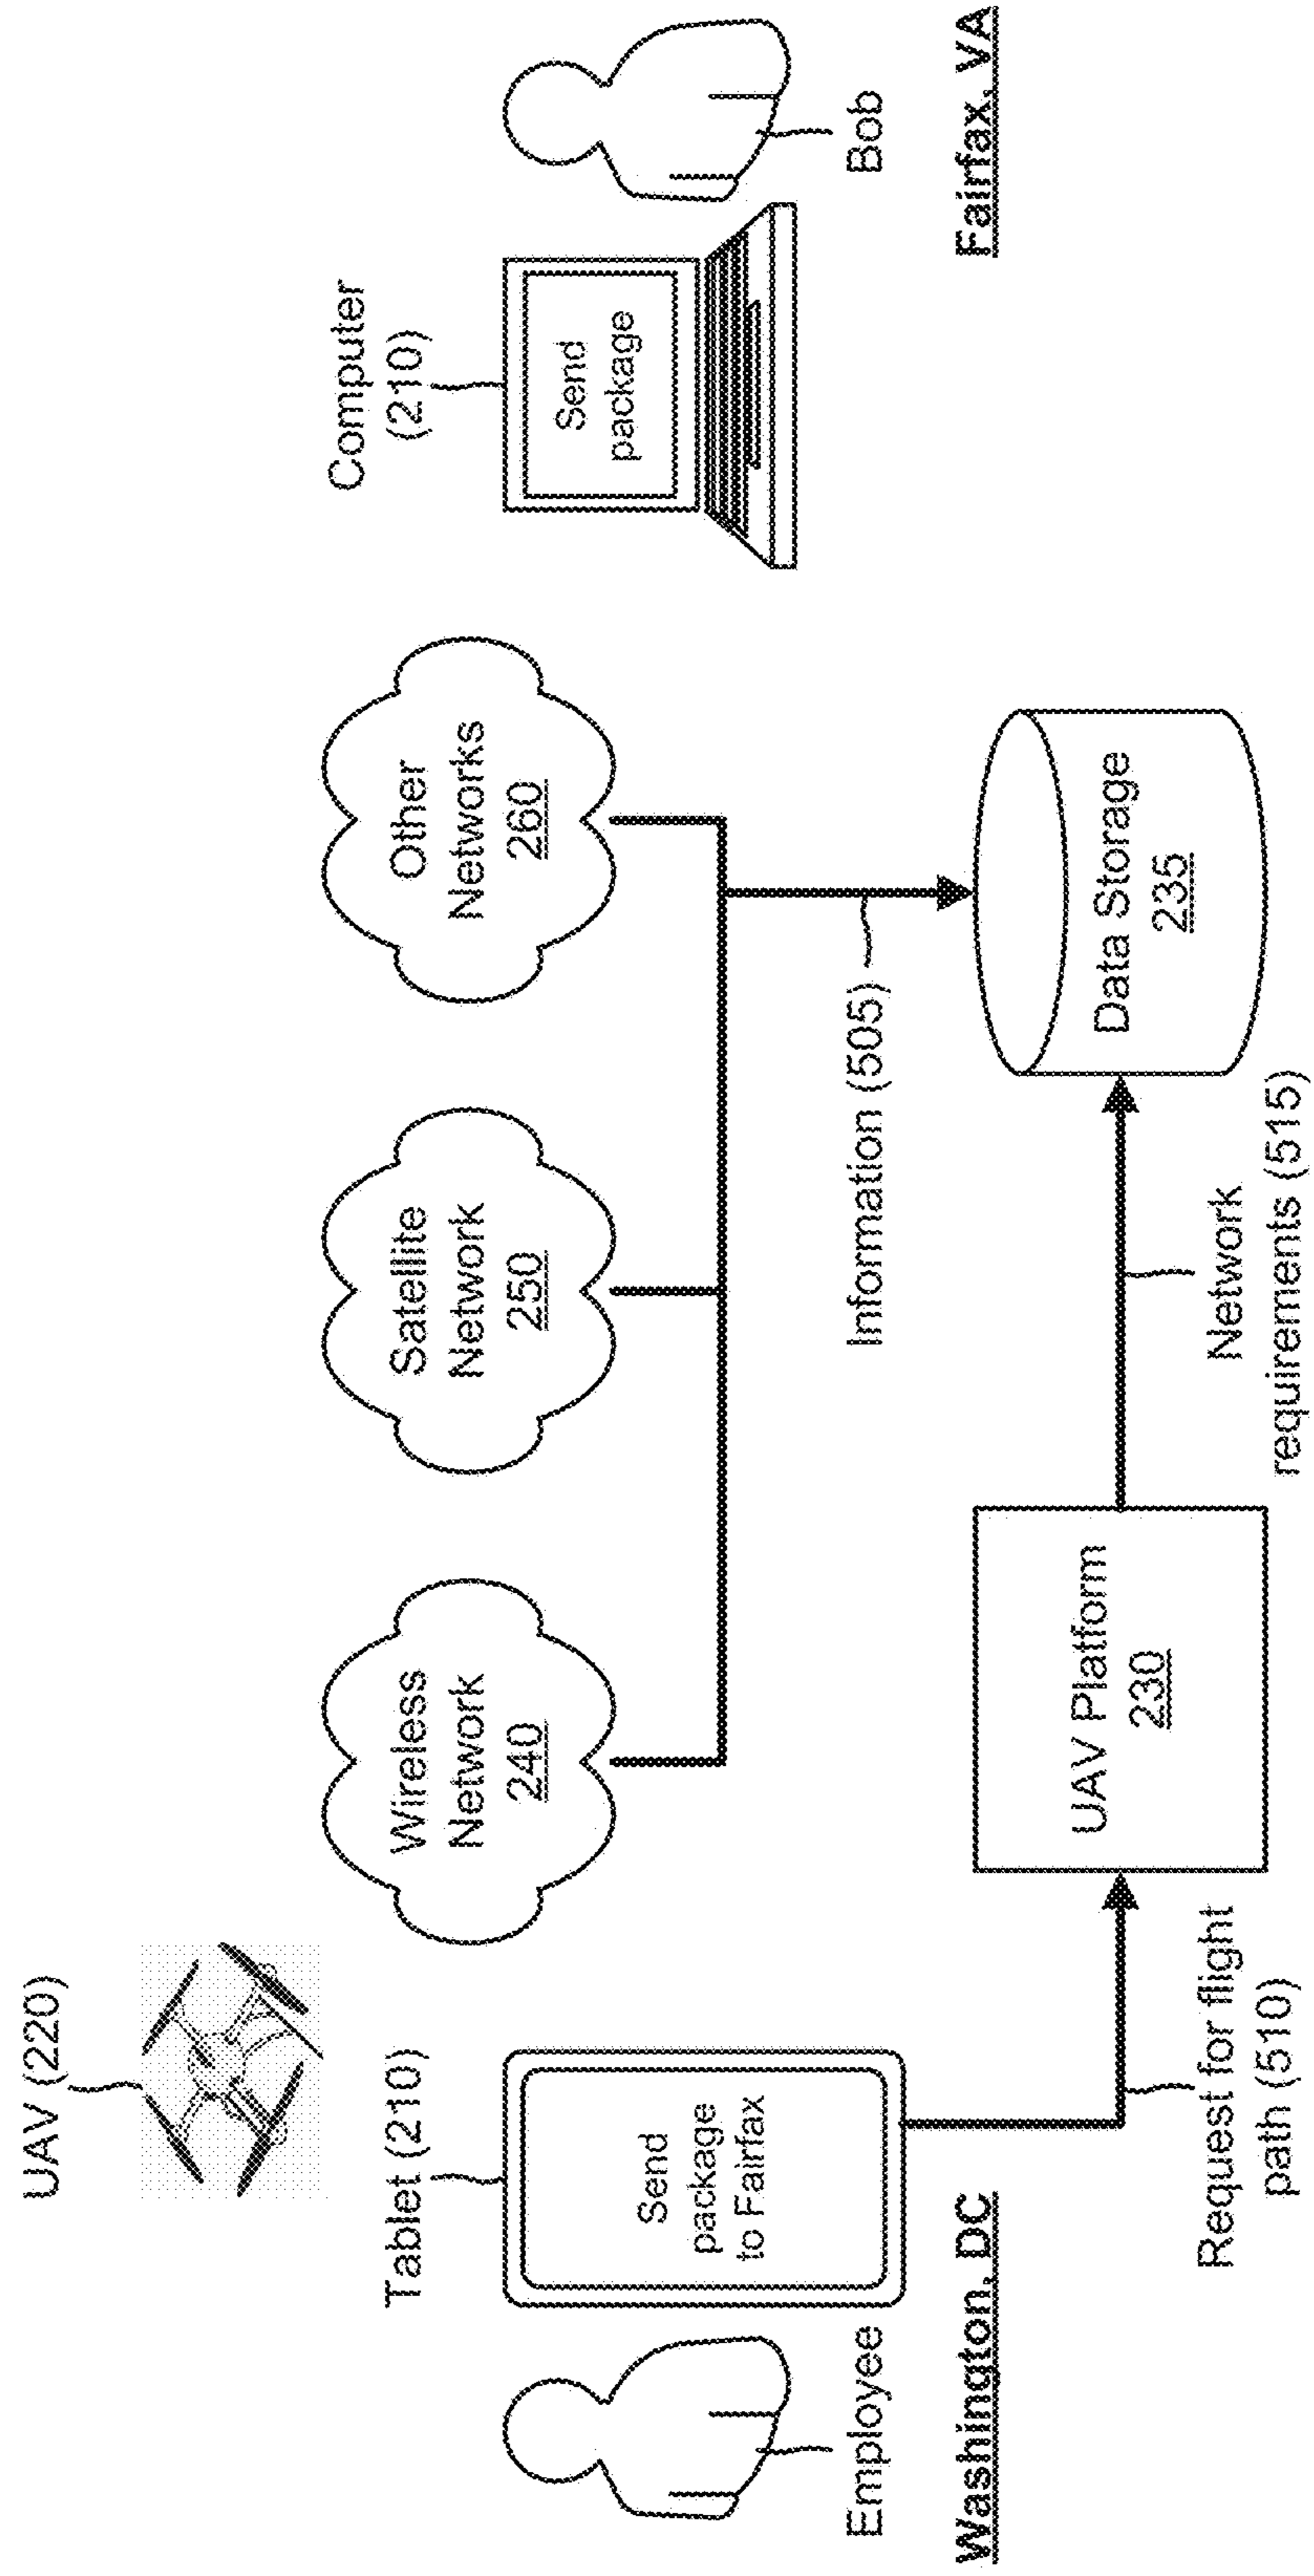 UAV (220)
Tablet (210)
Send
package
to Fairfax
Employee
Washington, DC
Wireless
Network
240
Satellite
Network
250
Other
Networks
260
Computer
(210)
Send
package
Bob
Fairfax, VA
Information (505)
Request for flight
path (510)
UAV Platform
230
Network
requirements (515)
Data Storage
235